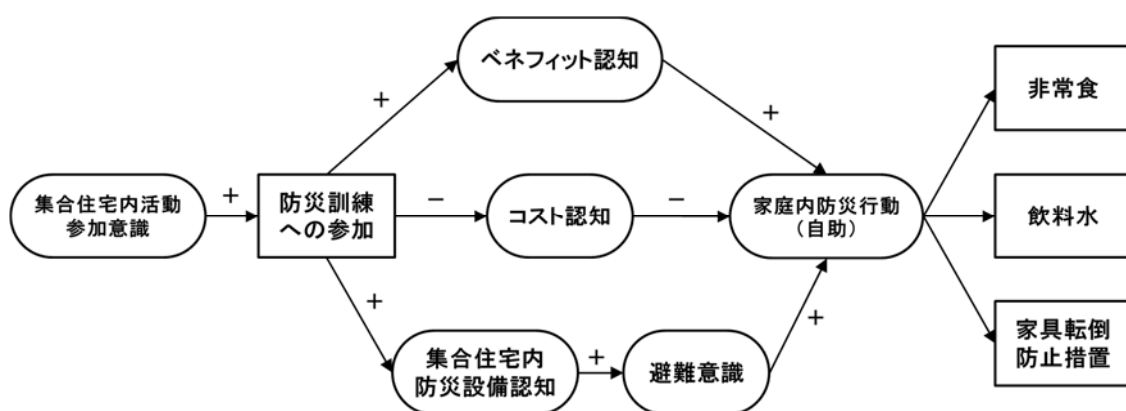 ベネフィット認知
非常食
+
+
集合住宅内活動
参加意識
+
防災訓練
への参加
−
コスト認知
−
家庭内防災行動
(自助)
飲料水
+
+
集合住宅内
防災設備認知
+
避難意識
家具転倒
防止措置